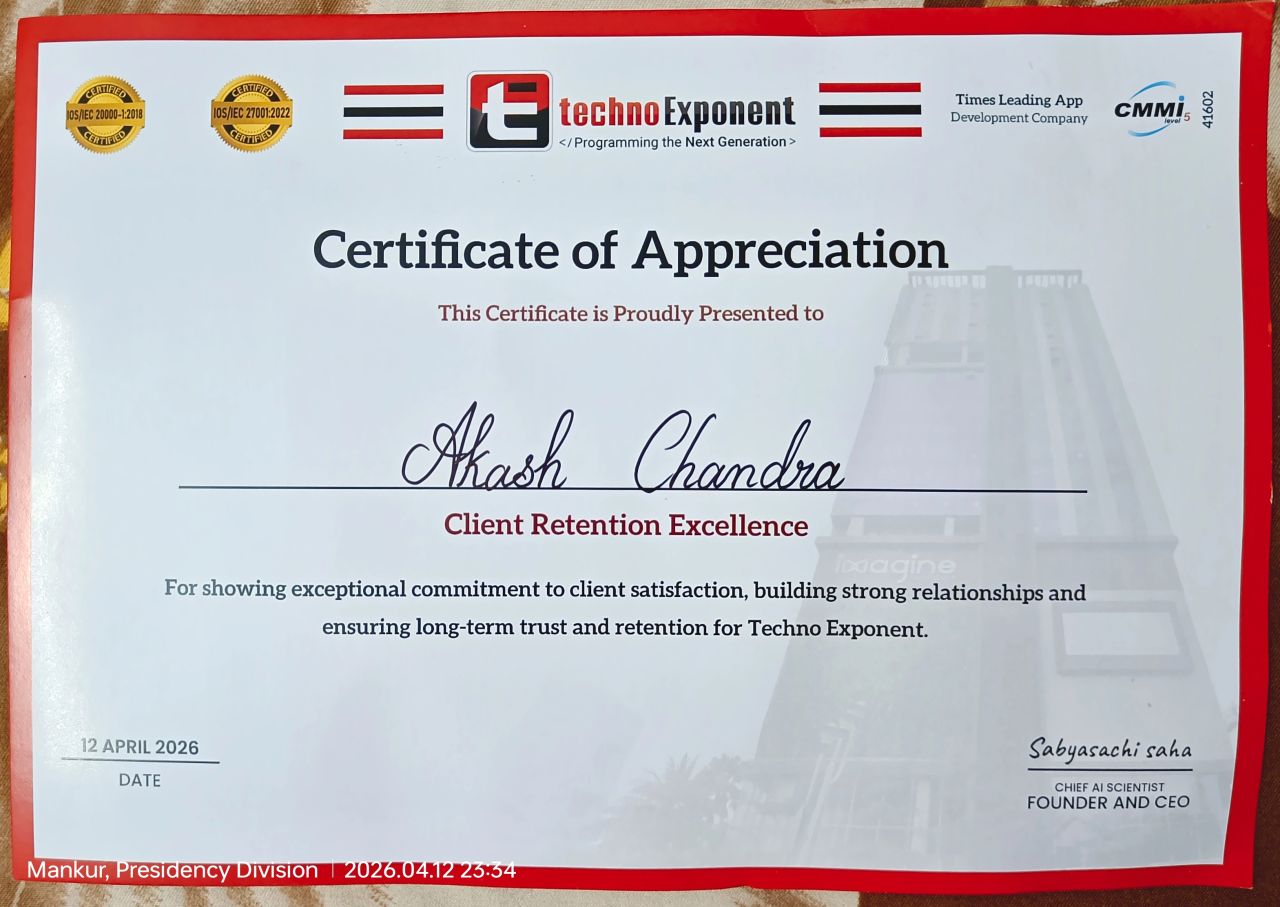 CERTIFIED
IOS/IEC 20000-1:2018
CERTIFIED
CERTIFIED
IOS/IEC 27001:2022
CERTIFIED
t
technoExponent
</Programming the Next Generation>
Times Leading App
Development Company
CMMI
level 5
41602
Certificate of Appreciation
This Certificate is Proudly Presented to
Akash Chandra
Client Retention Excellence
imagine
For showing exceptional commitment to client satisfaction, building strong relationships and
ensuring long-term trust and retention for Techno Exponent.
12 APRIL 2026
DATE
Sabyasachi saha
CHIEF AI SCIENTIST
FOUNDER AND CEO
Mankur, Presidency Division | 2026.04.12 23:34